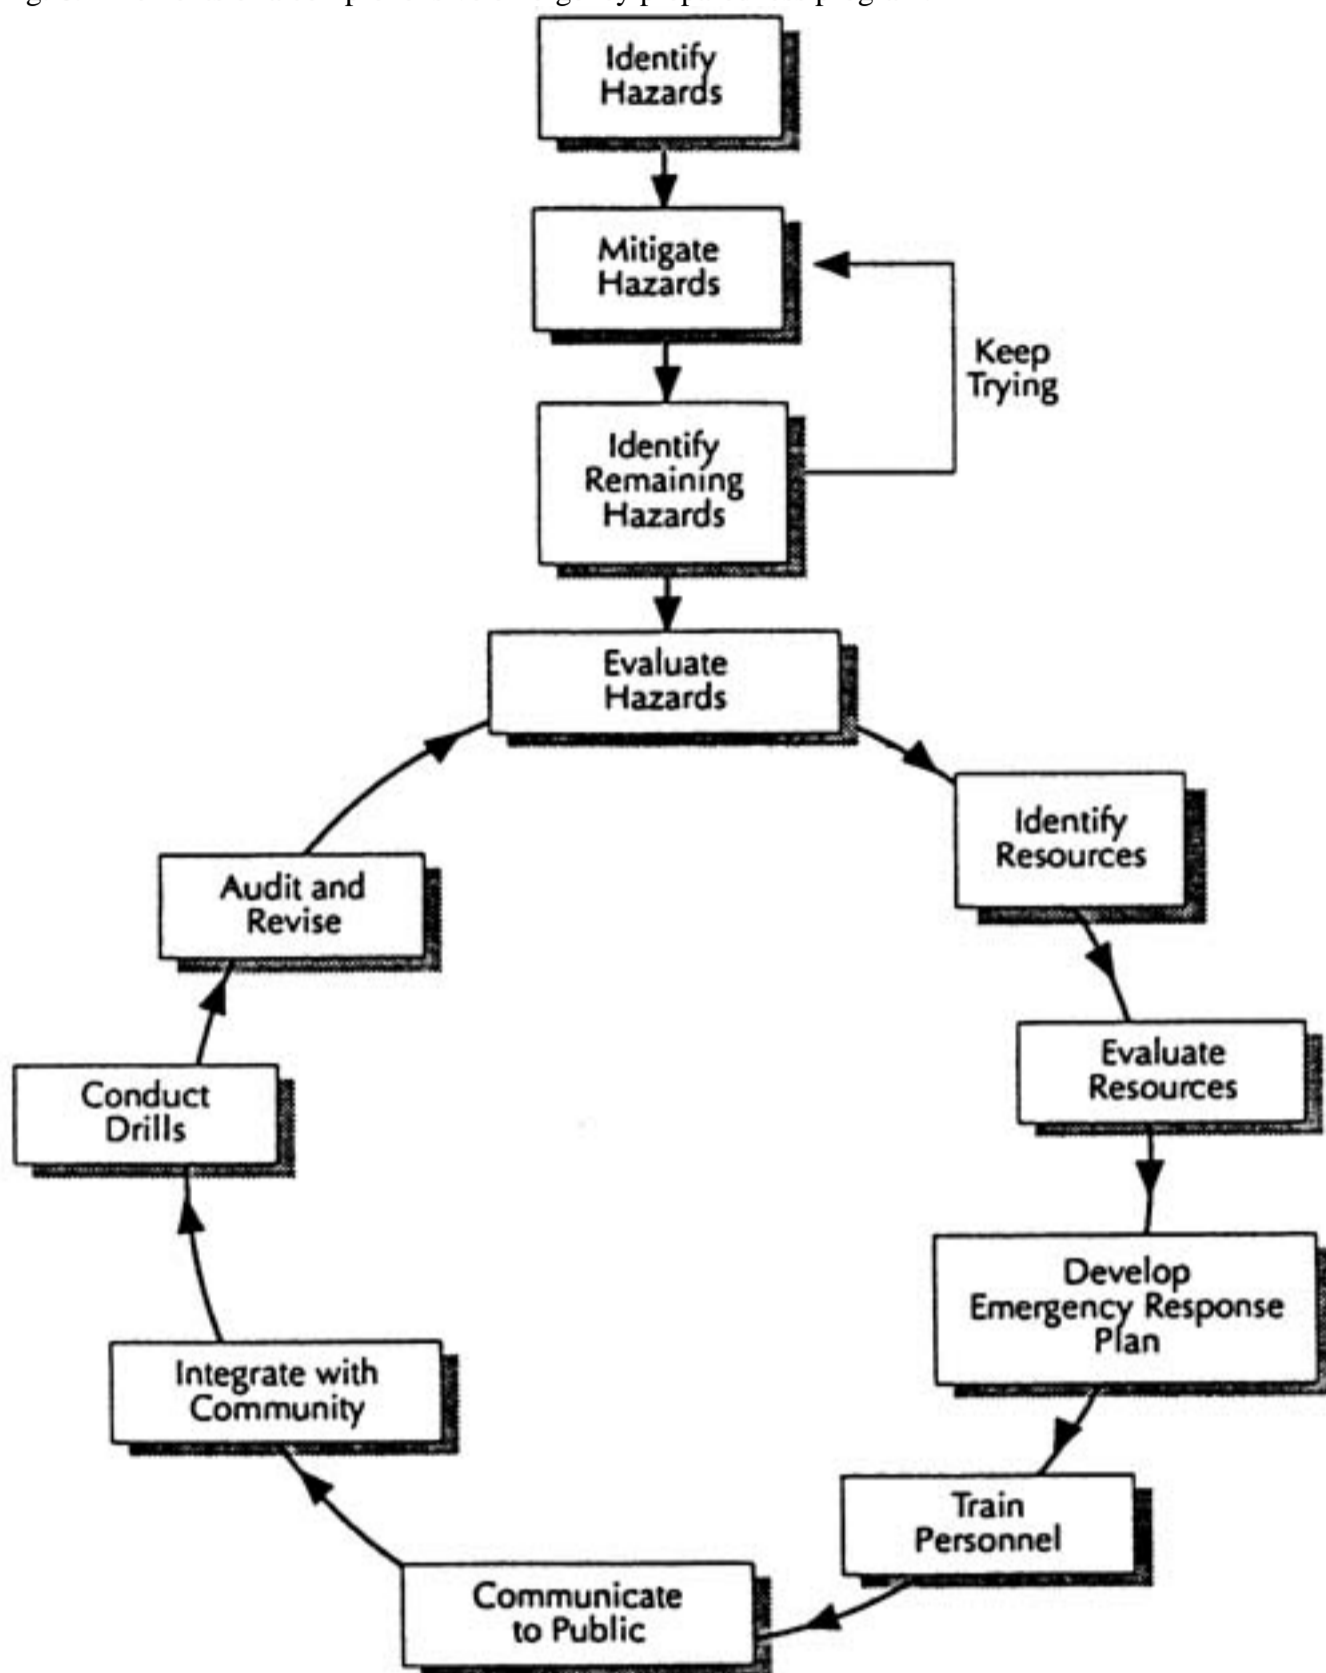 Identify
Hazards
Mitigate
Hazards
Keep
Trying
Identify
Remaining
Hazards
Evaluate
Hazards
Identify
Resources
Audit and
Revise
Evaluate
Resources
Conduct
Drills
Develop
Emergency Response
Plan
Integrate with
Community
Train
Personnel
Communicate
to Public